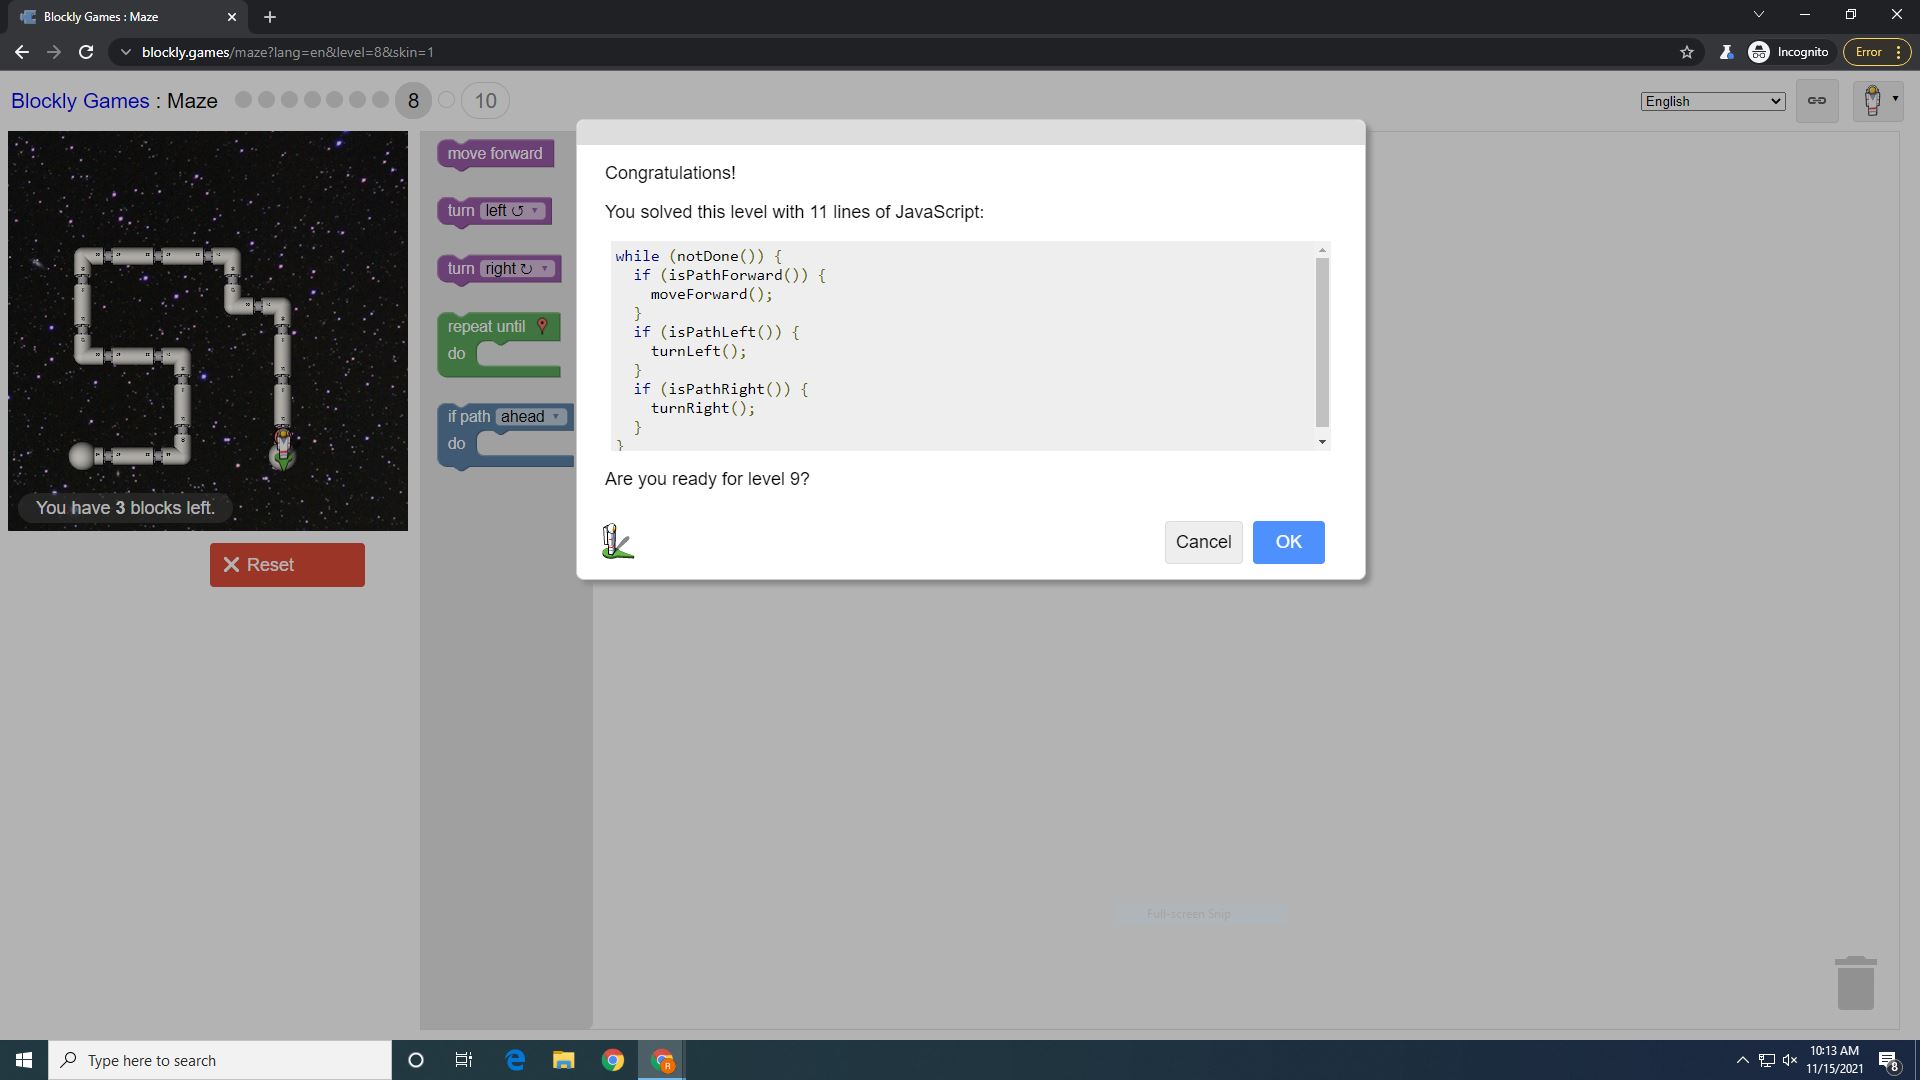 Blockly Games : Maze
blockly.games/maze?lang=en&level=8&skin=1
Incognito
Error
Blockly Games : Maze
8
10
English
move forward
turn left ↺
turn right ↻
repeat until
do
if path ahead
do
You have 3 blocks left.
Reset
Congratulations!
You solved this level with 11 lines of JavaScript:
while (notDone()) {
  if (isPathForward()) {
    moveForward();
  }
  if (isPathLeft()) {
    turnLeft();
  }
  if (isPathRight()) {
    turnRight();
  }
}
Are you ready for level 9?
Cancel
OK
Full-screen Snip
Type here to search
R
10:13 AM
11/15/2021
8